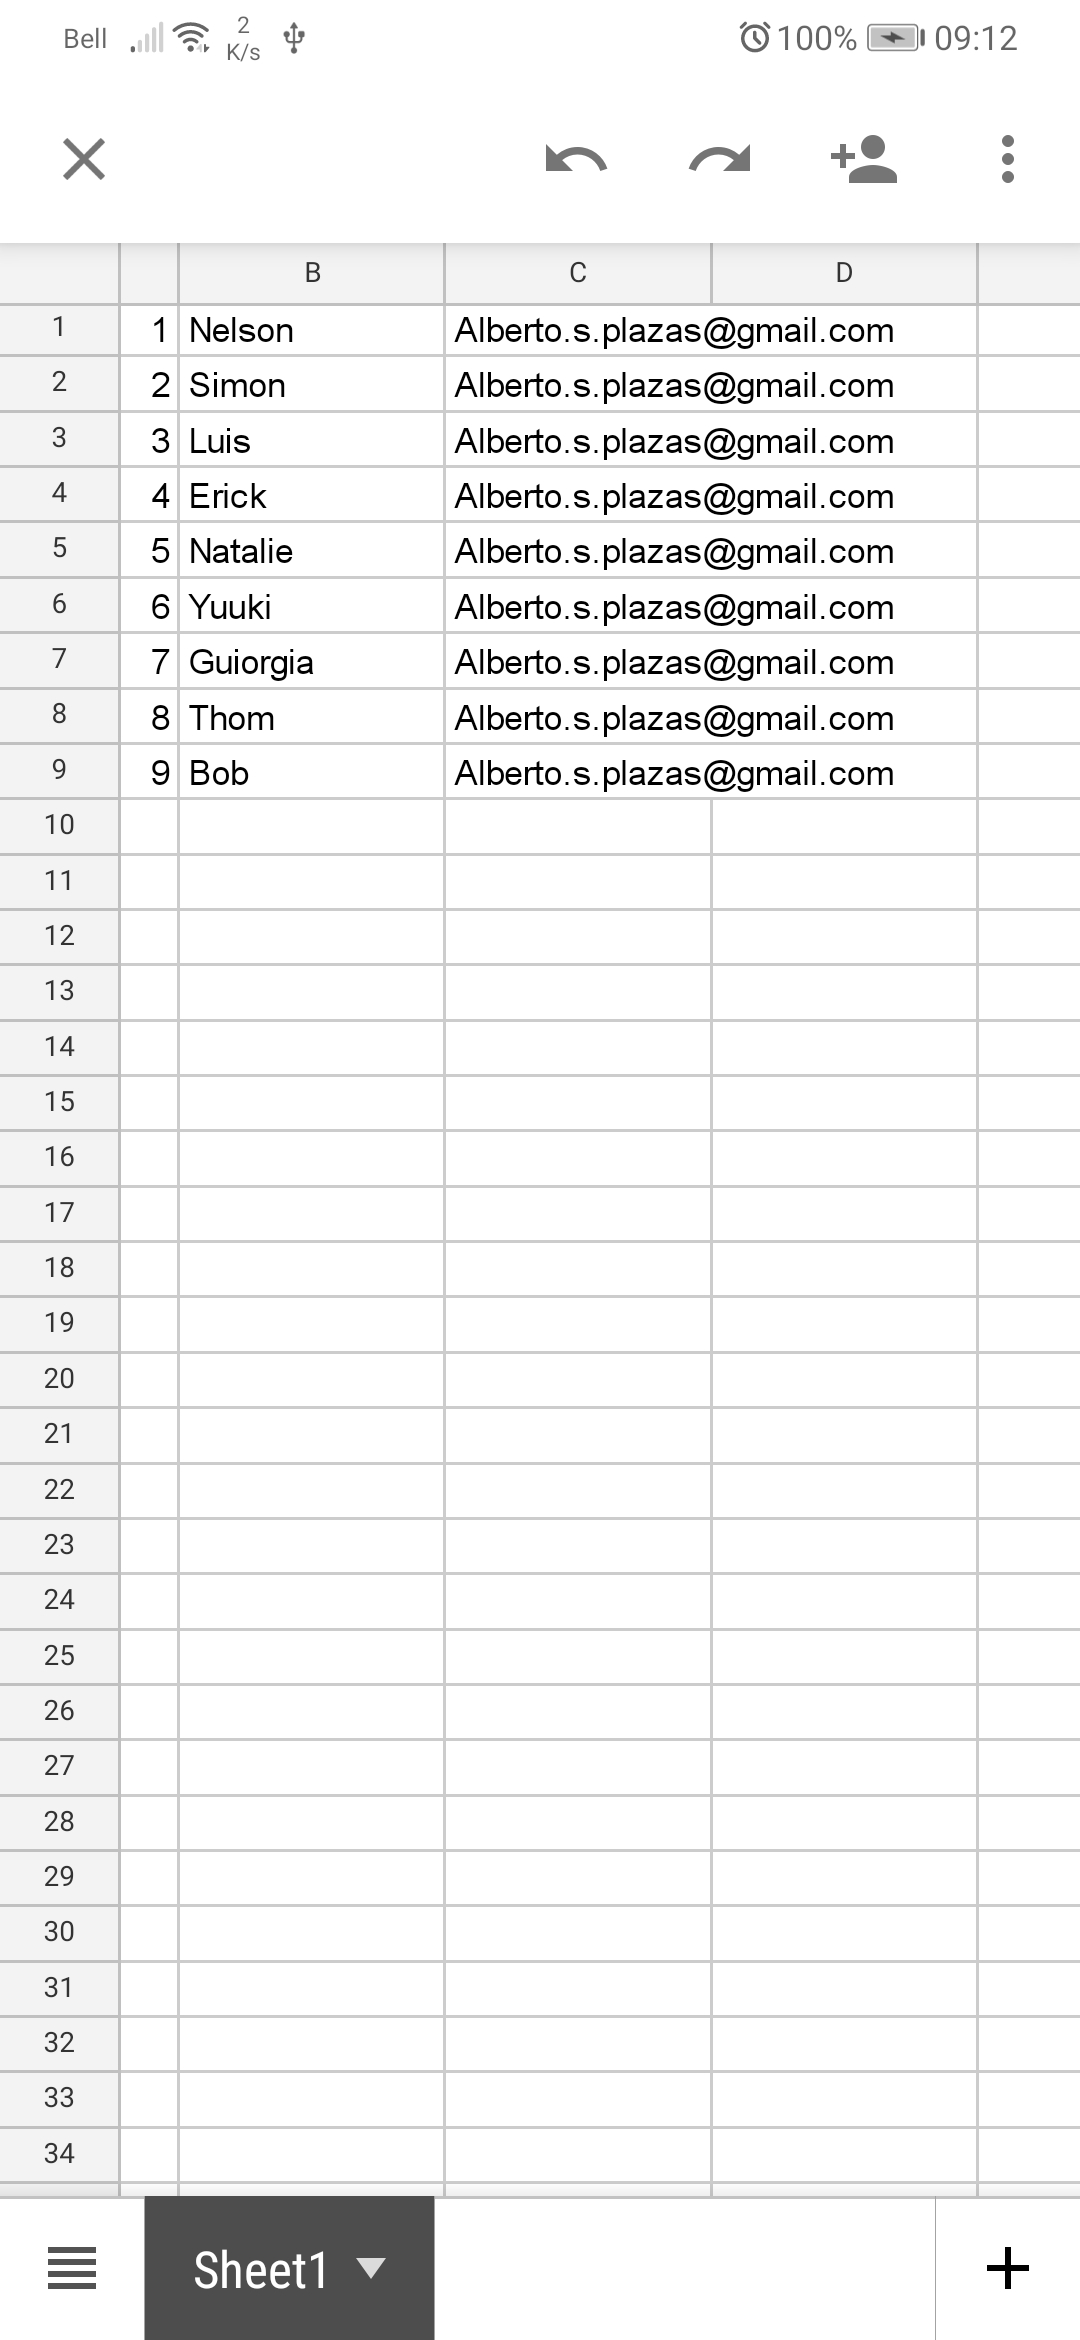 Bell 2 K/s 100% 09:12
B C D
1 1 Nelson Alberto.s.plazas@gmail.com
2 2 Simon Alberto.s.plazas@gmail.com
3 3 Luis Alberto.s.plazas@gmail.com
4 4 Erick Alberto.s.plazas@gmail.com
5 5 Natalie Alberto.s.plazas@gmail.com
6 6 Yuuki Alberto.s.plazas@gmail.com
7 7 Guiorgia Alberto.s.plazas@gmail.com
8 8 Thom Alberto.s.plazas@gmail.com
9 9 Bob Alberto.s.plazas@gmail.com
10
11
12
13
14
15
16
17
18
19
20
21
22
23
24
25
26
27
28
29
30
31
32
33
34
Sheet1